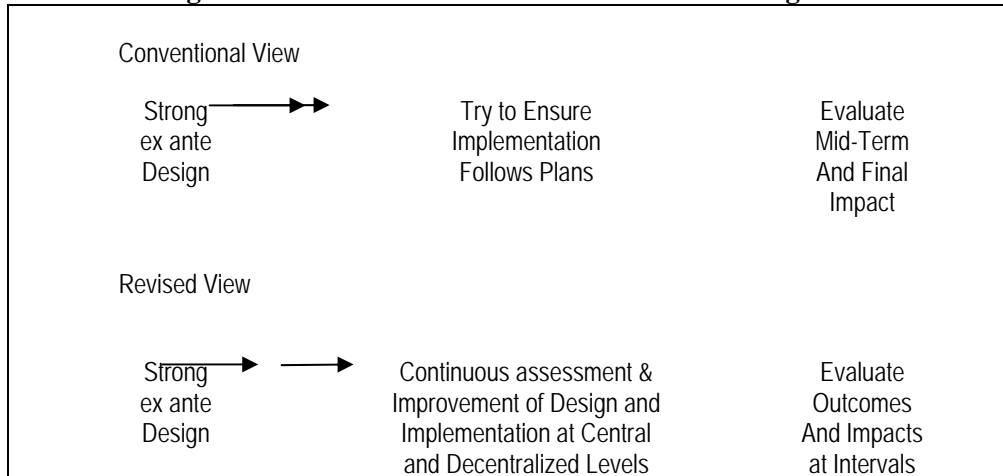 Conventional View
Strong
ex ante
Design
Try to Ensure
Implementation
Follows Plans
Evaluate
Mid-Term
And Final
Impact
Revised View
Strong
ex ante
Design
Continuous assessment &
Improvement of Design and
Implementation at Central
and Decentralized Levels
Evaluate
Outcomes
And Impacts
at Intervals